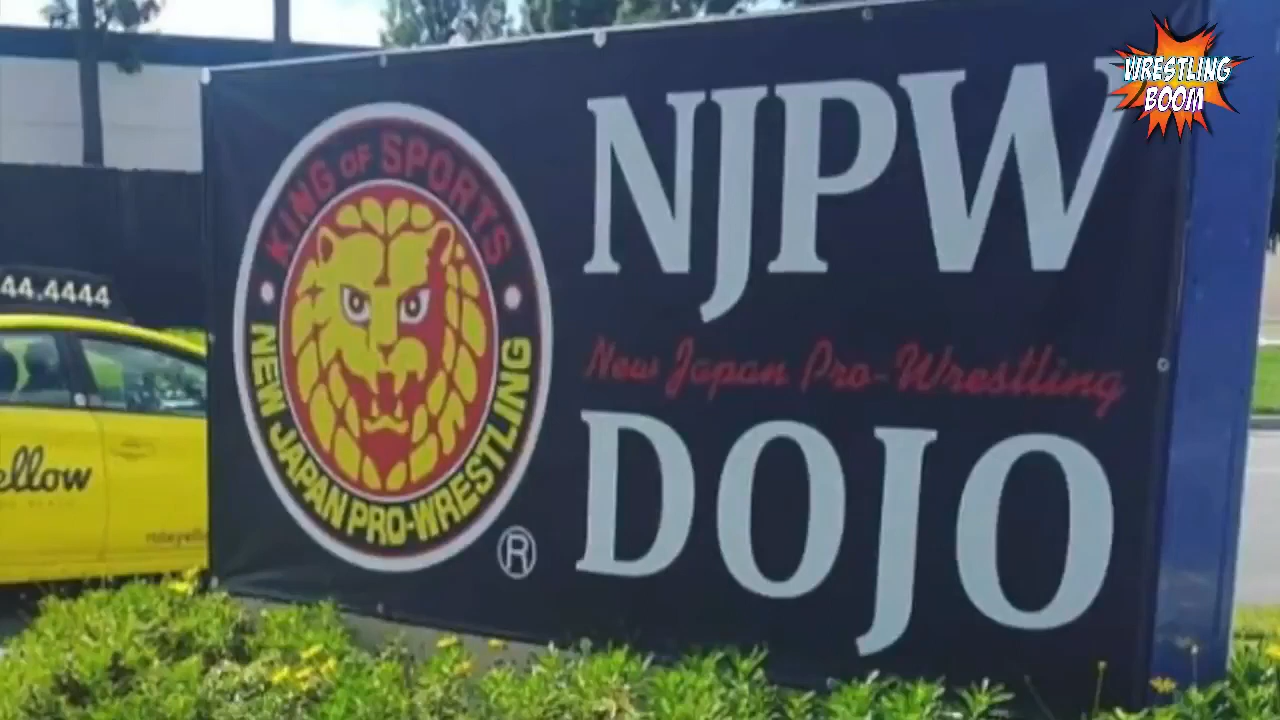 WRESTLING
BOOM
KING OF SPORTS
NEW JAPAN PRO-WRESTLING
®
NJPW
New Japan Pro-Wrestling
DOJO
44.4444
ellow